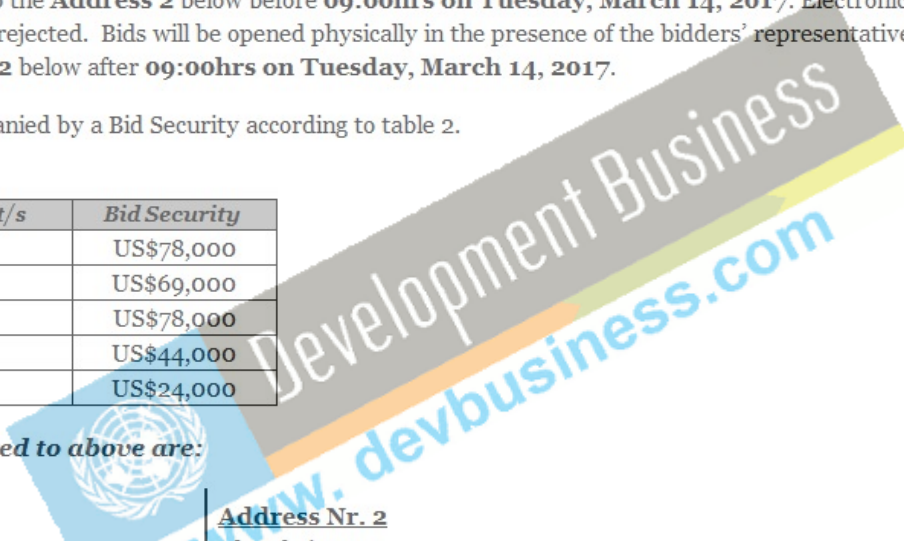 the Address 2 below before 09:00hrs on Tuesday, March 14, 2017. Electronic
rejected. Bids will be opened physically in the presence of the bidders’ representative
2 below after 09:00hrs on Tuesday, March 14, 2017.
anied by a Bid Security according to table 2.
t/s Bid Security
US$78,000
US$69,000
US$78,000
US$44,000
US$24,000
Development Business
www.devbusiness.com
ed to above are:
Address Nr. 2